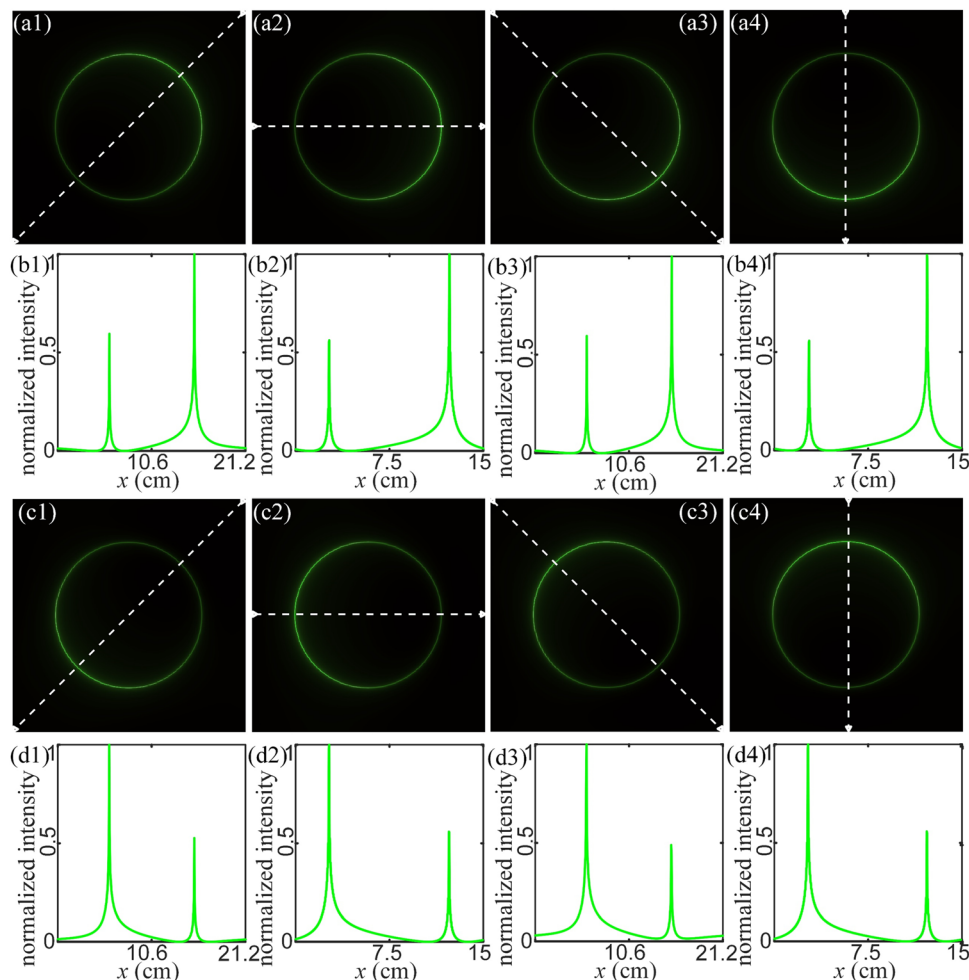 (a1) (a2) (a3) (a4)
(b1) (b2) (b3) (b4)
normalized intensity
0 0.5 1
10.6 21.2
x (cm)
normalized intensity
0 0.5 1
7.5 15
x (cm)
normalized intensity
0 0.5 1
10.6 21.2
x (cm)
normalized intensity
0 0.5 1
7.5 15
x (cm)
(c1) (c2) (c3) (c4)
(d1) (d2) (d3) (d4)
normalized intensity
0 0.5 1
10.6 21.2
x (cm)
normalized intensity
0 0.5 1
7.5 15
x (cm)
normalized intensity
0 0.5 1
10.6 21.2
x (cm)
normalized intensity
0 0.5 1
7.5 15
x (cm)